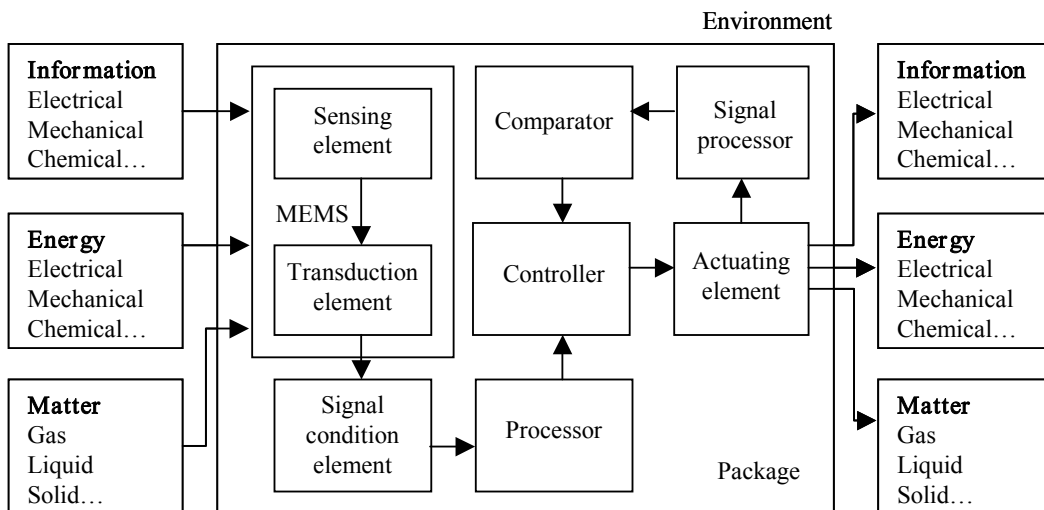 Environment
Information
Electrical
Mechanical
Chemical…
Energy
Electrical
Mechanical
Chemical…
Matter
Gas
Liquid
Solid…
Sensing
element
MEMS
Transduction
element
Signal
condition
element
Comparator
Controller
Processor
Signal
processor
Actuating
element
Package
Information
Electrical
Mechanical
Chemical…
Energy
Electrical
Mechanical
Chemical…
Matter
Gas
Liquid
Solid…